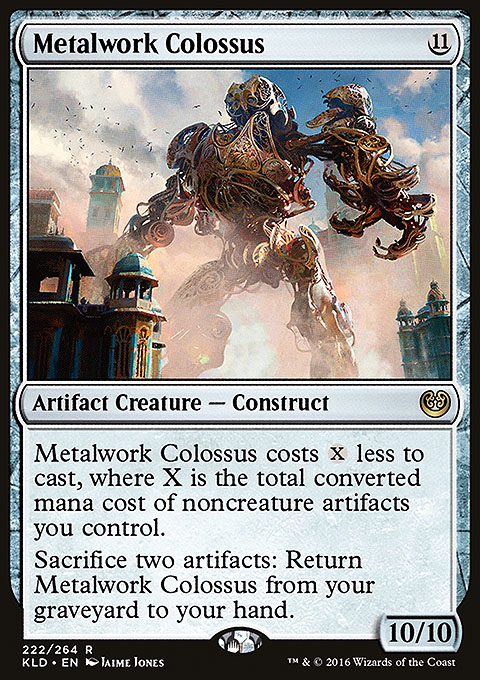 Metalwork Colossus 11
Artifact Creature — Construct
Metalwork Colossus costs X less to
cast, where X is the total converted
mana cost of noncreature artifacts
you control.
Sacrifice two artifacts: Return
Metalwork Colossus from your
graveyard to your hand.
10/10
222/264 R
KLD • EN Jaime Jones
™ & © 2016 Wizards of the Coast